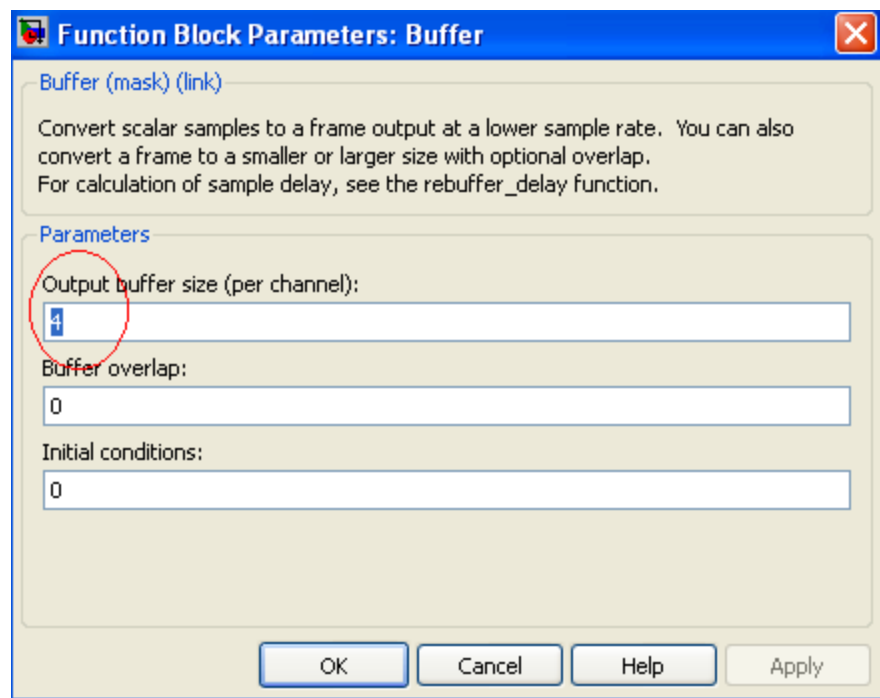 Function Block Parameters: Buffer
Buffer (mask) (link)
Convert scalar samples to a frame output at a lower sample rate.  You can also
convert a frame to a smaller or larger size with optional overlap.
For calculation of sample delay, see the rebuffer_delay function.
Parameters
Output buffer size (per channel):
4
Buffer overlap:
0
Initial conditions:
0
OK Cancel Help Apply